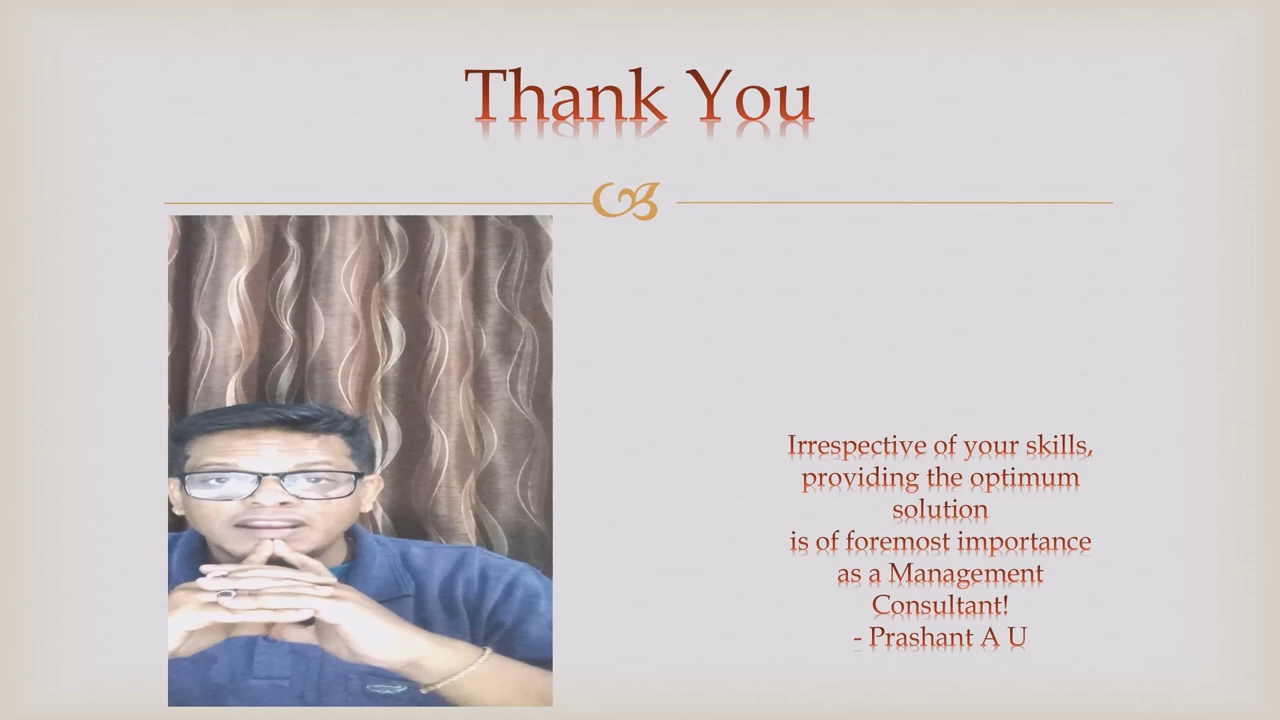 Thank You
Irrespective of your skills,
providing the optimum
solution
is of foremost importance
as a Management
Consultant!
- Prashant A U